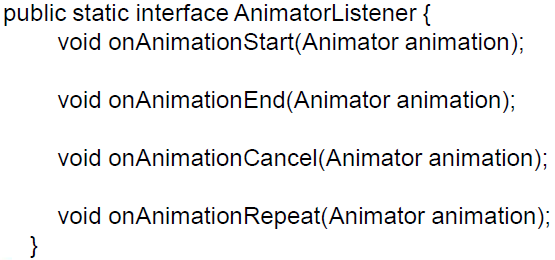 public static interface AnimatorListener {
void onAnimationStart(Animator animation);
void onAnimationEnd(Animator animation);
void onAnimationCancel(Animator animation);
void onAnimationRepeat(Animator animation);
}